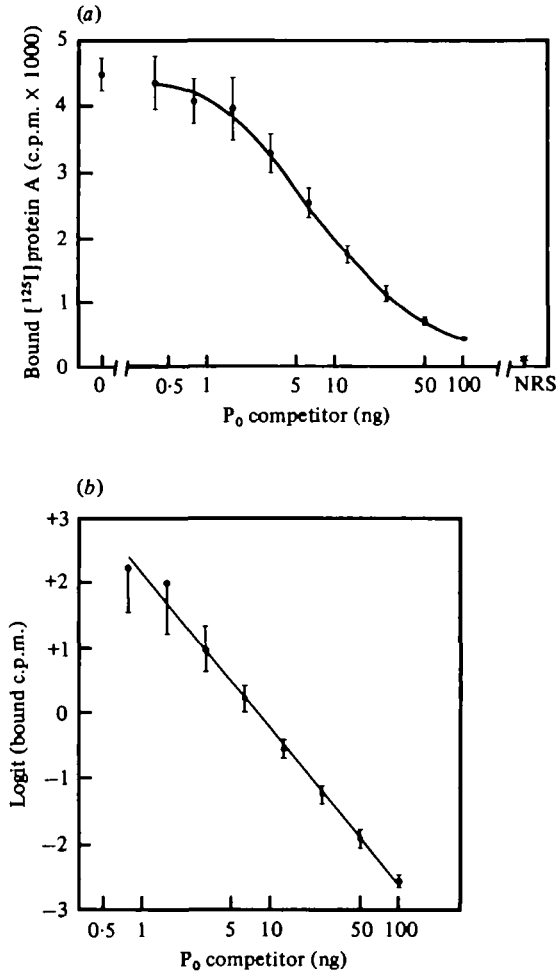 (a)
Bound [¹²⁵I]protein A (c.p.m. × 1000)
5
4
3
2
1
0
0 0·5 1 5 10 50 100 NRS
P₀ competitor (ng)
(b)
Logit (bound c.p.m.)
+3
+2
+1
0
−1
−2
−3
0·5 1 5 10 50 100
P₀ competitor (ng)